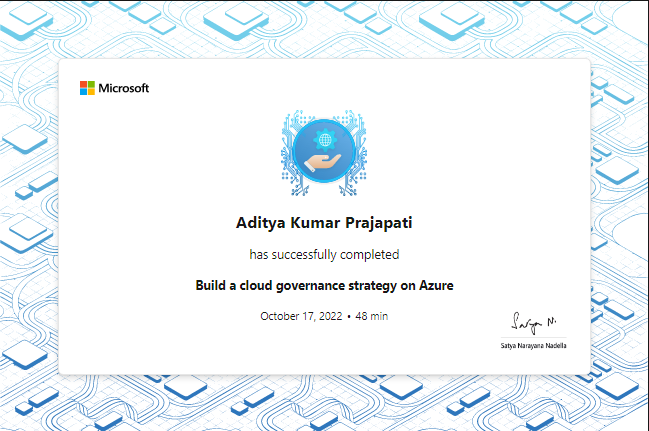 Microsoft
Aditya Kumar Prajapati
has successfully completed
Build a cloud governance strategy on Azure
October 17, 2022 • 48 min
Satya N.
Satya Narayana Nadella